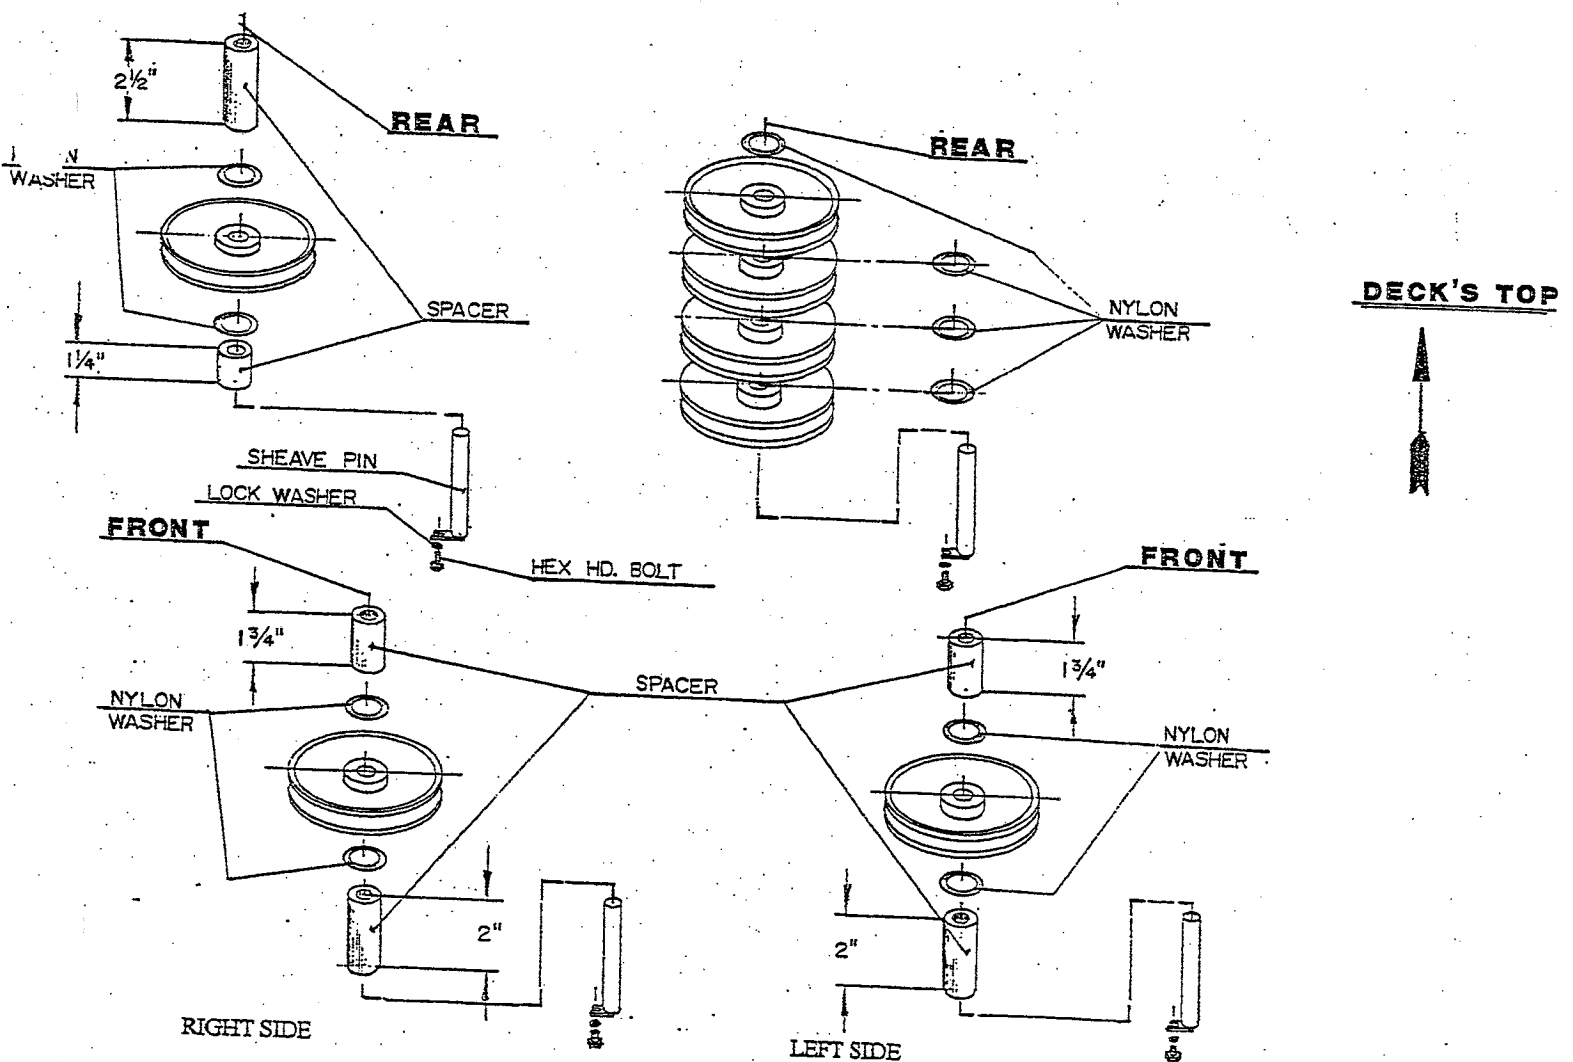 2½"
REAR
WASHER
SPACER
1¼"
SHEAVE PIN
LOCK WASHER
HEX HD. BOLT
REAR
NYLON
WASHER
DECK'S TOP
FRONT
1¾"
NYLON
WASHER
SPACER
2"
RIGHT SIDE
FRONT
1¾"
NYLON
WASHER
2"
LEFT SIDE